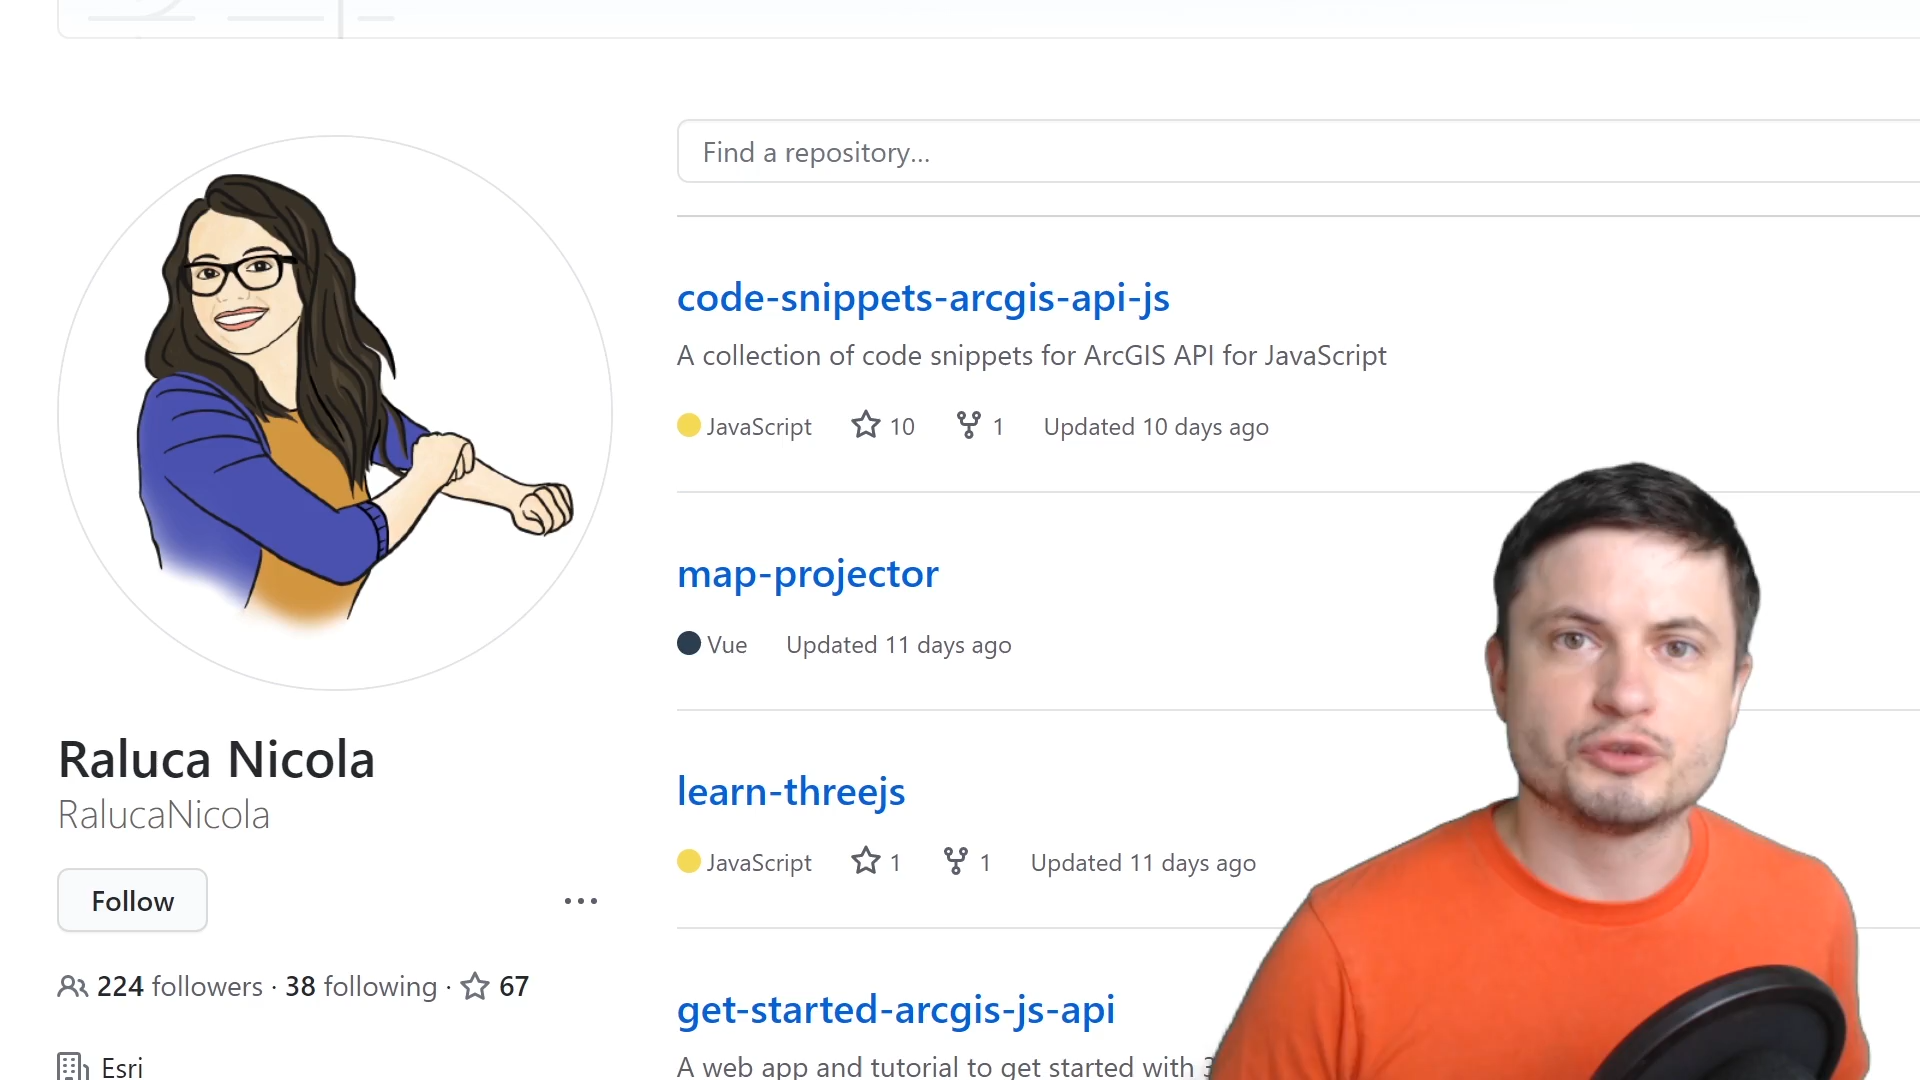 Find a repository...
code-snippets-arcgis-api-js
A collection of code snippets for ArcGIS API for JavaScript
JavaScript 10 1 Updated 10 days ago
map-projector
Vue Updated 11 days ago
learn-threejs
JavaScript 1 1 Updated 11 days ago
get-started-arcgis-js-api
A web app and tutorial to get started with
Raluca Nicola
RalucaNicola
Follow
224 followers · 38 following · 67
Esri